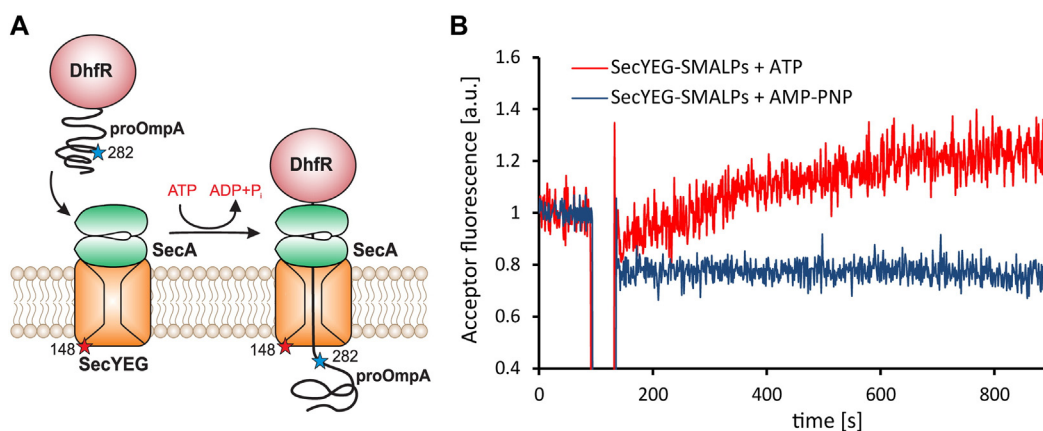 A
DhfR
proOmpA
282
DhfR
ATP ADP+Pi
SecA
SecA
148
SecYEG
148
282
proOmpA
B
SecYEG-SMALPs + ATP
SecYEG-SMALPs + AMP-PNP
Acceptor fluorescence [a.u.]
1.6
1.4
1.2
1
0.8
0.6
0.4
0 200 400 600 800
time [s]